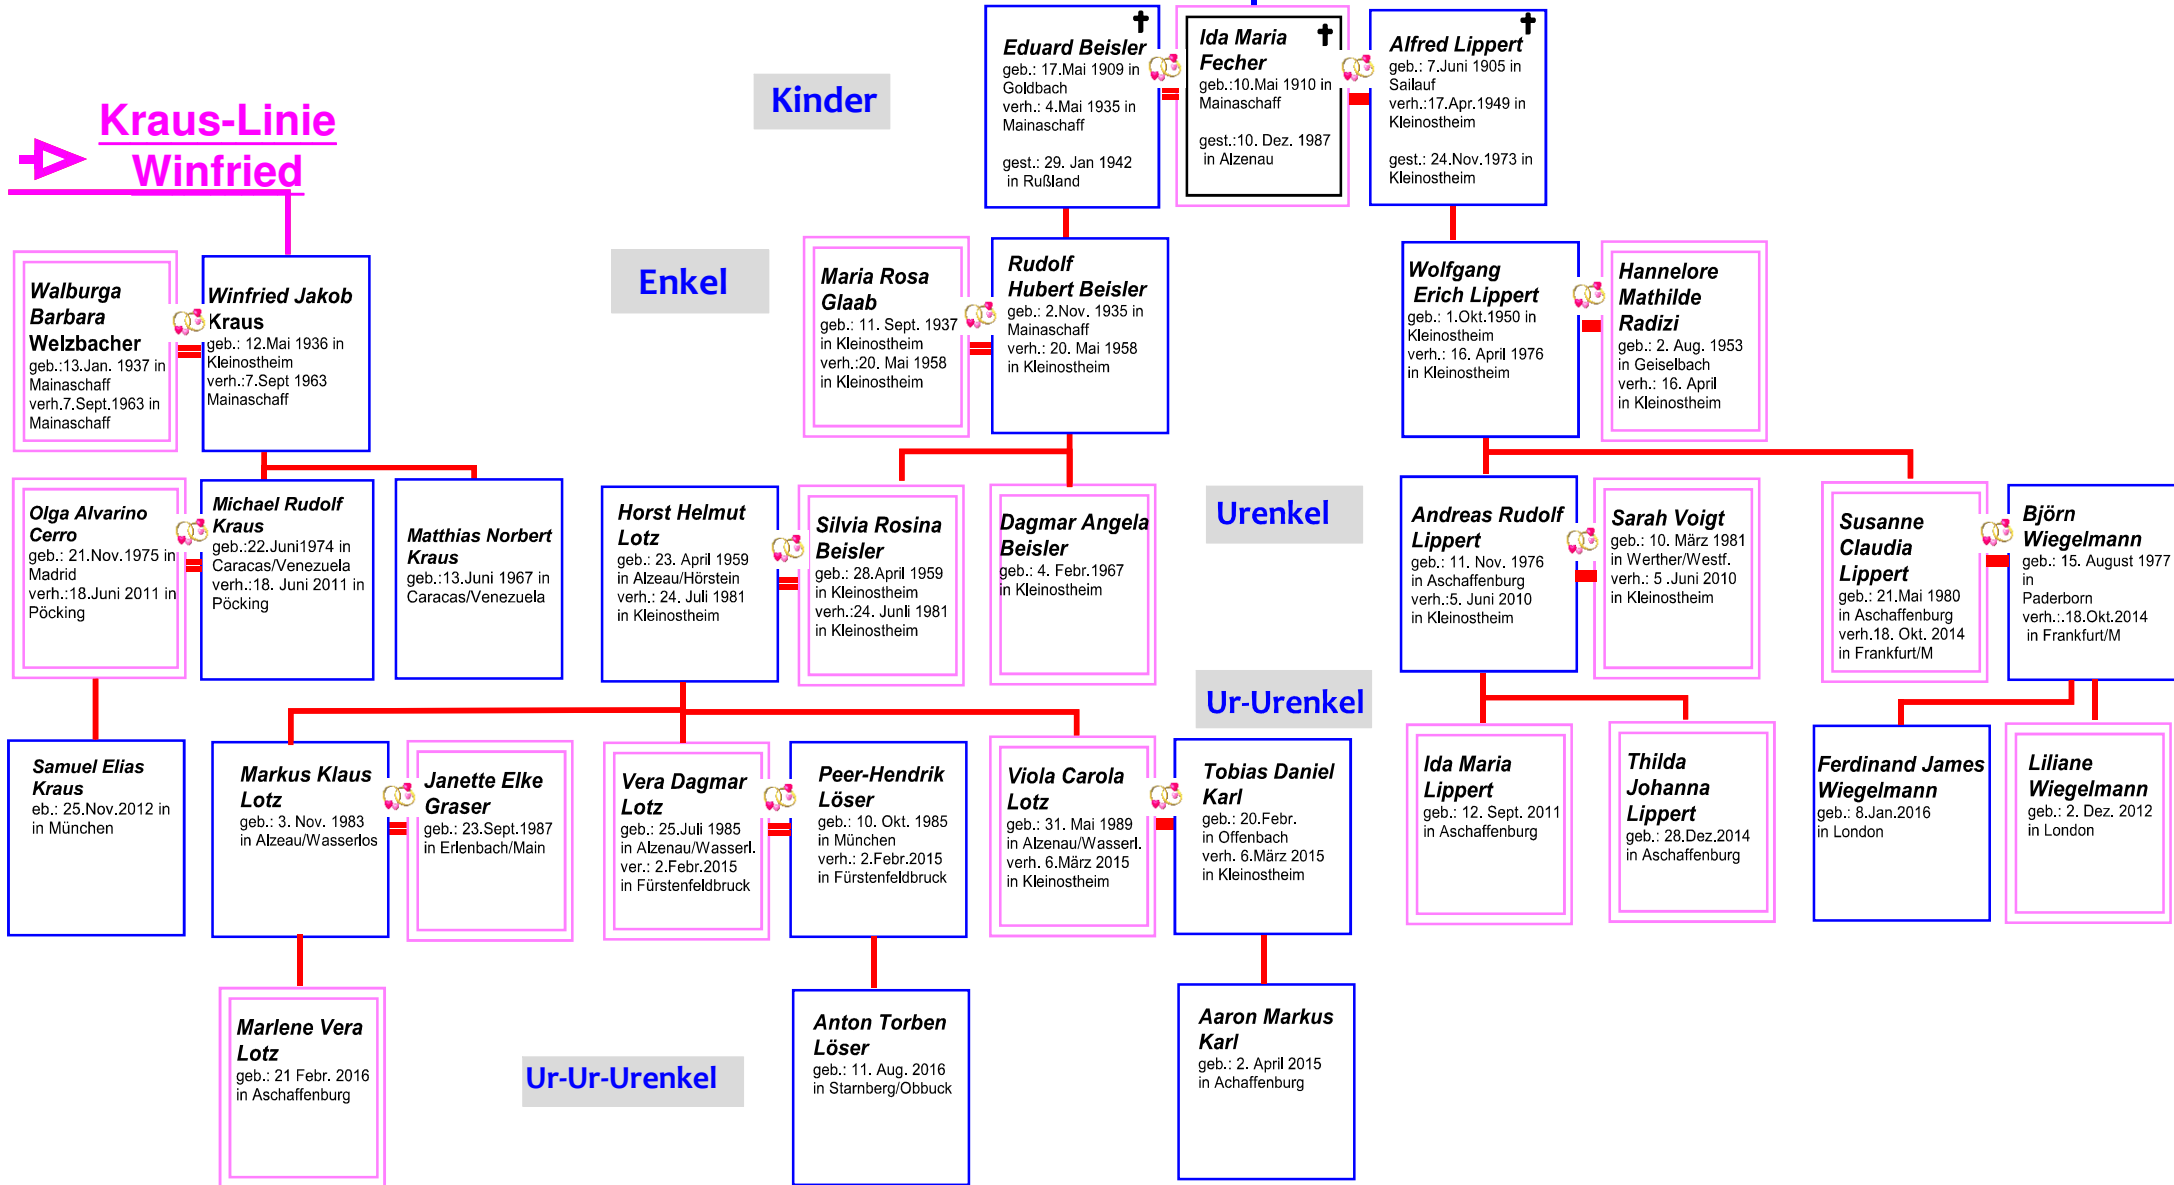 Eduard Beisler
geb.: 17.Mai 1909 in
Goldbach
verh.: 4.Mai 1935 in
Mainaschaff
gest.: 29. Jan 1942
in Rußland
Ida Maria
Fecher
geb.:10.Mai 1910 in
Mainaschaff
gest.:10. Dez. 1987
in Alzenau
Alfred Lippert
geb.: 7.Juni 1905 in
Sailauf
verh.:17.Apr.1949 in
Kleinostheim
gest.: 24.Nov.1973 in
Kleinostheim
Kinder
Kraus-Linie
Winfried
Walburga
Barbara
Welzbacher
geb.:13.Jan. 1937 in
Mainaschaff
verh.7.Sept.1963 in
Mainaschaff
Winfried Jakob
Kraus
geb.: 12.Mai 1936 in
Kleinostheim
verh.:7.Sept 1963
Mainaschaff
Enkel
Maria Rosa
Glaab
geb.: 11. Sept. 1937
in Kleinostheim
verh.:20. Mai 1958
in Kleinostheim
Rudolf
Hubert Beisler
geb.: 2.Nov. 1935 in
Mainaschaff
verh.: 20. Mai 1958
in Kleinostheim
Wolfgang
Erich Lippert
geb.: 1.Okt.1950 in
Kleinostheim
verh.: 16. April 1976
in Kleinostheim
Hannelore
Mathilde
Radizi
geb.: 2. Aug. 1953
in Geiselbach
verh.: 16. April
in Kleinostheim
Olga Alvarino
Cerro
geb.: 21.Nov.1975 in
Madrid
verh.:18.Juni 2011 in
Pöcking
Michael Rudolf
Kraus
geb.:22.Juni1974 in
Caracas/Venezuela
verh.:18. Juni 2011 in
Pöcking
Matthias Norbert
Kraus
geb.:13.Juni 1967 in
Caracas/Venezuela
Horst Helmut
Lotz
geb.: 23. April 1959
in Alzeau/Hörstein
verh.: 24. Juli 1981
in Kleinostheim
Silvia Rosina
Beisler
geb.: 28.April 1959
in Kleinostheim
verh.:24. Junli 1981
in Kleinostheim
Dagmar Angela
Beisler
geb.: 4. Febr.1967
in Kleinostheim
Urenkel
Andreas Rudolf
Lippert
geb.: 11. Nov. 1976
in Aschaffenburg
verh.:5. Juni 2010
in Kleinostheim
Sarah Voigt
geb.: 10. März 1981
in Werther/Westf.
verh.: 5 .Juni 2010
in Kleinostheim
Susanne
Claudia
Lippert
geb.: 21.Mai 1980
in Aschaffenburg
verh.18. Okt. 2014
in Frankfurt/M
Björn
Wiegelmann
geb.: 15. August 1977
in
Paderborn
verh.:.18.Okt.2014
in Frankfurt/M
Ur-Urenkel
Samuel Elias
Kraus
eb.: 25.Nov.2012 in
in München
Markus Klaus
Lotz
geb.: 3. Nov. 1983
in Alzeau/Wasserlos
Janette Elke
Graser
geb.: 23.Sept.1987
in Erlenbach/Main
Vera Dagmar
Lotz
geb.: 25.Juli 1985
in Alzenau/Wasserl.
ver.: 2.Febr.2015
in Fürstenfeldbruck
Peer-Hendrik
Löser
geb.: 10. Okt. 1985
in München
verh.: 2.Febr.2015
in Fürstenfeldbruck
Viola Carola
Lotz
geb.: 31. Mai 1989
in Alzenau/Wasserl.
verh. 6.März 2015
in Kleinostheim
Tobias Daniel
Karl
geb.: 20.Febr.
in Offenbach
verh. 6.März 2015
in Kleinostheim
Ida Maria
Lippert
geb.: 12. Sept. 2011
in Aschaffenburg
Thilda
Johanna
Lippert
geb.: 28.Dez.2014
in Aschaffenburg
Ferdinand James
Wiegelmann
geb.: 8.Jan.2016
in London
Liliane
Wiegelmann
geb.: 2. Dez. 2012
in London
Marlene Vera
Lotz
geb.: 21 Febr. 2016
in Aschaffenburg
Ur-Ur-Urenkel
Anton Torben
Löser
geb.: 11. Aug. 2016
in Starnberg/Obbuck
Aaron Markus
Karl
geb.: 2. April 2015
in Achaffenburg